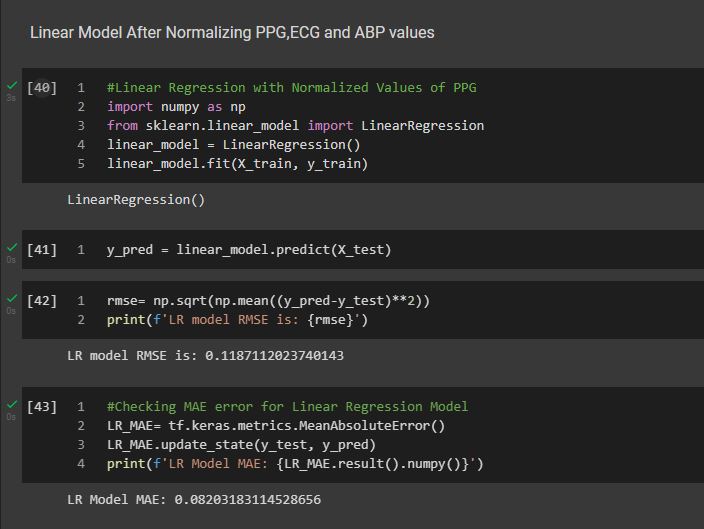 Linear Model After Normalizing PPG,ECG and ABP values
[40] 1 #Linear Regression with Normalized Values of PPG
3s 2 import numpy as np
3 from sklearn.linear_model import LinearRegression
4 linear_model = LinearRegression()
5 linear_model.fit(X_train, y_train)
LinearRegression()
[41] 1 y_pred = linear_model.predict(X_test)
0s
[42] 1 rmse= np.sqrt(np.mean((y_pred-y_test)**2))
0s 2 print(f'LR model RMSE is: {rmse}')
LR model RMSE is: 0.1187112023740143
[43] 1 #Checking MAE error for Linear Regression Model
0s 2 LR_MAE= tf.keras.metrics.MeanAbsoluteError()
3 LR_MAE.update_state(y_test, y_pred)
4 print(f'LR Model MAE: {LR_MAE.result().numpy()}')
LR Model MAE: 0.08203183114528656